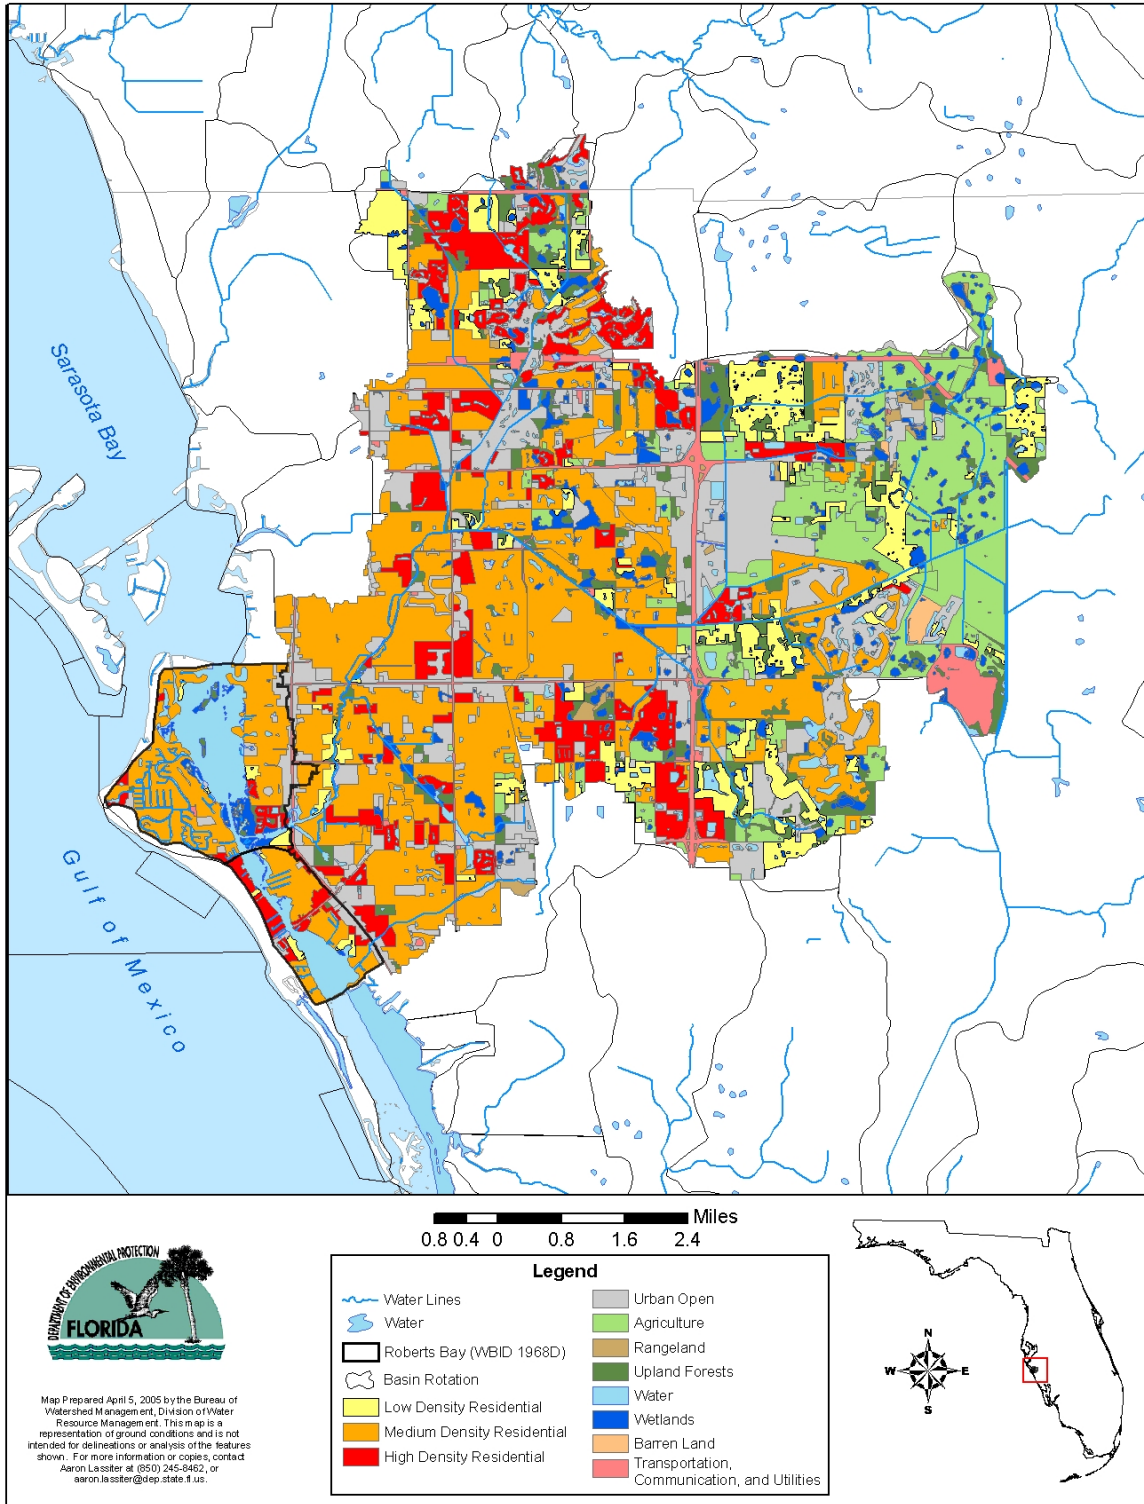 Sarasota Bay
Gulf of Mexico
Miles
0.8 0.4 0 0.8 1.6 2.4
DEPARTMENT OF ENVIRONMENTAL PROTECTION
FLORIDA
Map Prepared April 5, 2005 by the Bureau of
Watershed Management, Division of Water
Resource Management. This map is a
representation of ground conditions and is not
intended for delineations or analysis of the features
shown. For more information or copies, contact
Aaron Lassiter at (850) 245-8462, or
aaron.lassiter@dep.state.fl.us.
Legend
Water Lines
Water
Roberts Bay (WBID 1968D)
Basin Rotation
Low Density Residential
Medium Density Residential
High Density Residential
Urban Open
Agriculture
Rangeland
Upland Forests
Water
Wetlands
Barren Land
Transportation,
Communication, and Utilities
N
W E
S